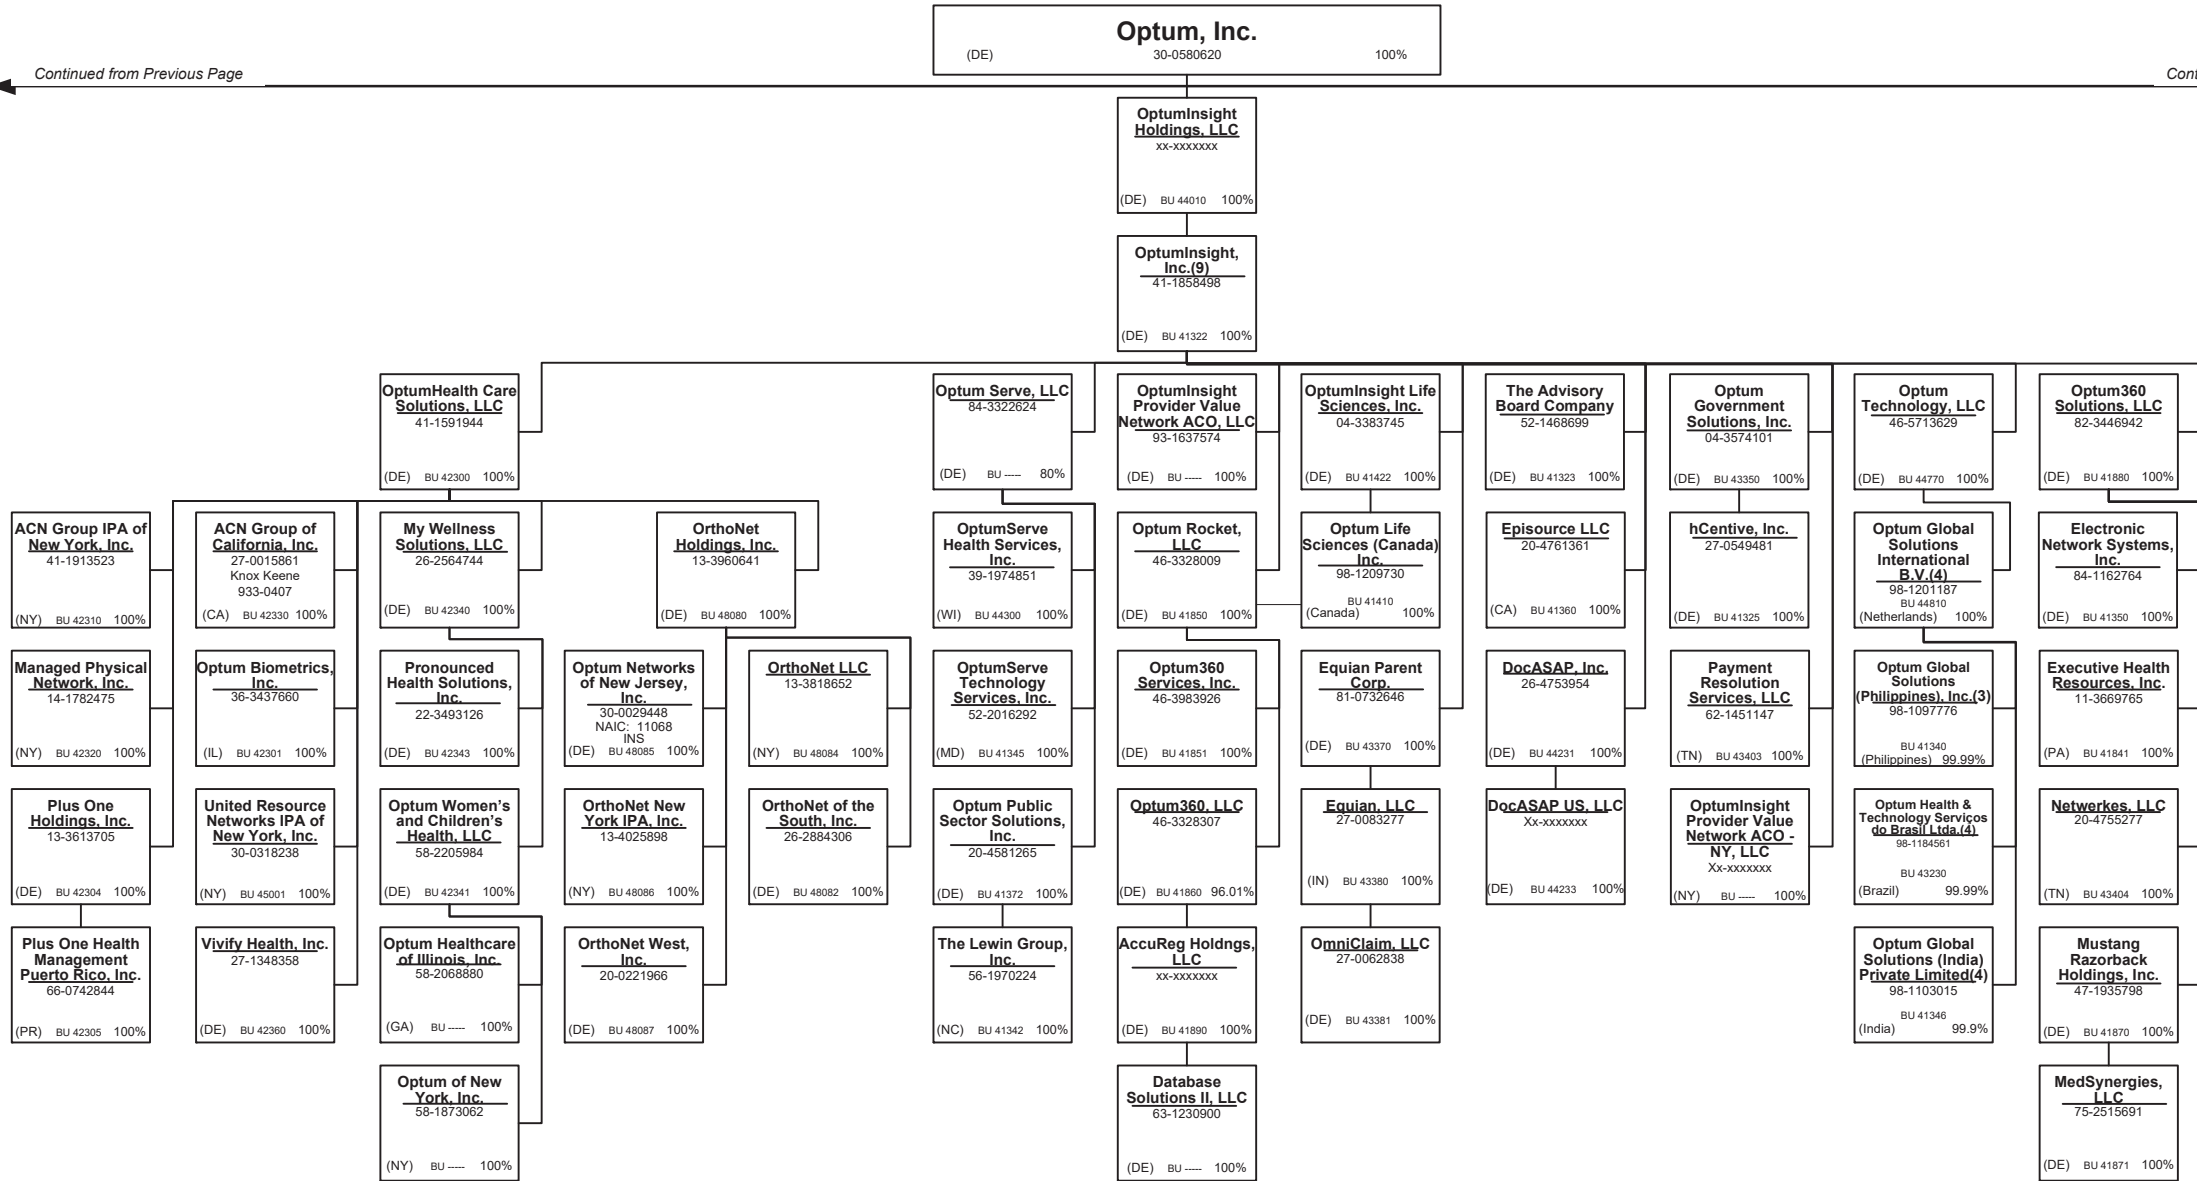 Optum, Inc.
(DE) 30-0580620 100%
Continued from Previous Page
Cont
OptumInsight
Holdings, LLC
xx-xxxxxxx
(DE) BU 44010 100%
OptumInsight,
Inc.(9)
41-1858498
(DE) BU 41322 100%
OptumHealth Care
Solutions, LLC
41-1591944
(DE) BU 42300 100%
Optum Serve, LLC
84-3322624
(DE) BU ----- 80%
OptumInsight
Provider Value
Network ACO, LLC
93-1637574
(DE) BU ----- 100%
OptumInsight Life
Sciences, Inc.
04-3383745
(DE) BU 41422 100%
The Advisory
Board Company
52-1468699
(DE) BU 41323 100%
Optum
Government
Solutions, Inc.
04-3574101
(DE) BU 43350 100%
Optum
Technology, LLC
46-5713629
(DE) BU 44770 100%
Optum360
Solutions, LLC
82-3446942
(DE) BU 41880 100%
ACN Group IPA of
New York, Inc.
41-1913523
(NY) BU 42310 100%
ACN Group of
California, Inc.
27-0015861
Knox Keene
933-0407
(CA) BU 42330 100%
My Wellness
Solutions, LLC
26-2564744
(DE) BU 42340 100%
OrthoNet
Holdings, Inc.
13-3960641
(DE) BU 48080 100%
OptumServe
Health Services,
Inc.
39-1974851
(WI) BU 44300 100%
Optum Rocket,
LLC
46-3328009
(DE) BU 41850 100%
Optum Life
Sciences (Canada)
Inc.
98-1209730
BU 41410
(Canada) 100%
Episource LLC
20-4761361
(CA) BU 41360 100%
hCentive, Inc.
27-0549481
(DE) BU 41325 100%
Optum Global
Solutions
International
B.V.(4)
98-1201187
BU 44810
(Netherlands) 100%
Electronic
Network Systems,
Inc.
84-1162764
(DE) BU 41350 100%
Managed Physical
Network, Inc.
14-1782475
(NY) BU 42320 100%
Optum Biometrics,
Inc.
36-3437660
(IL) BU 42301 100%
Pronounced
Health Solutions,
Inc.
22-3493126
(DE) BU 42343 100%
Optum Networks
of New Jersey,
Inc.
30-0029448
NAIC: 11068
INS
(DE) BU 48085 100%
OrthoNet LLC
13-3818652
(NY) BU 48084 100%
OptumServe
Technology
Services, Inc.
52-2016292
(MD) BU 41345 100%
Optum360
Services, Inc.
46-3983926
(DE) BU 41851 100%
Equian Parent
Corp.
81-0732646
(DE) BU 43370 100%
DocASAP, Inc.
26-4753954
(DE) BU 44231 100%
Payment
Resolution
Services, LLC
62-1451147
(TN) BU 43403 100%
Optum Global
Solutions
(Philippines), Inc.(3)
98-1097776
BU 41340
(Philippines) 99.99%
Executive Health
Resources, Inc.
11-3669765
(PA) BU 41841 100%
Plus One
Holdings, Inc.
13-3613705
(DE) BU 42304 100%
United Resource
Networks IPA of
New York, Inc.
30-0318238
(NY) BU 45001 100%
Optum Women's
and Children's
Health, LLC
58-2205984
(DE) BU 42341 100%
OrthoNet New
York IPA, Inc.
13-4025898
(NY) BU 48086 100%
OrthoNet of the
South, Inc.
26-2884306
(DE) BU 48082 100%
Optum Public
Sector Solutions,
Inc.
20-4581265
(DE) BU 41372 100%
Optum360, LLC
46-3328307
(DE) BU 41860 96.01%
Equian, LLC
27-0083277
(IN) BU 43380 100%
DocASAP US, LLC
Xx-xxxxxxx
(DE) BU 44233 100%
OptumInsight
Provider Value
Network ACO -
NY, LLC
Xx-xxxxxxx
(NY) BU ----- 100%
Optum Health &
Technology Serviços
do Brasil Ltda.(4)
98-1184561
BU 43230
(Brazil) 99.99%
Netwerkes, LLC
20-4755277
(TN) BU 43404 100%
Plus One Health
Management
Puerto Rico, Inc.
66-0742844
(PR) BU 42305 100%
Vivify Health, Inc.
27-1348358
(DE) BU 42360 100%
Optum Healthcare
of Illinois, Inc.
58-2068880
(GA) BU ----- 100%
OrthoNet West,
Inc.
20-0221966
(DE) BU 48087 100%
The Lewin Group,
Inc.
56-1970224
(NC) BU 41342 100%
AccuReg Holdngs,
LLC
xx-xxxxxxx
(DE) BU 41890 100%
OmniClaim, LLC
27-0062838
(DE) BU 43381 100%
Optum Global
Solutions (India)
Private Limited(4)
98-1103015
BU 41346
(India) 99.9%
Mustang
Razorback
Holdings, Inc.
47-1935798
(DE) BU 41870 100%
Optum of New
York, Inc.
58-1873062
(NY) BU ----- 100%
Database
Solutions II, LLC
63-1230900
(DE) BU ----- 100%
MedSynergies,
LLC
75-2515691
(DE) BU 41871 100%